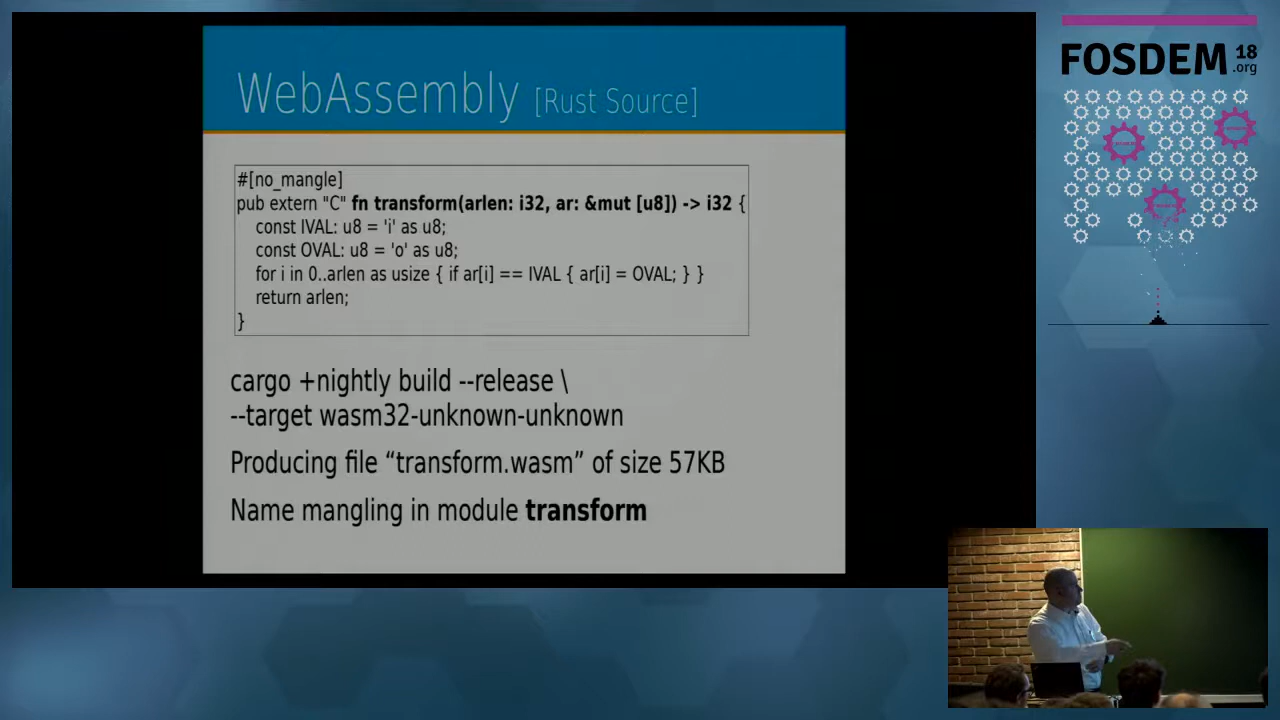 WebAssembly [Rust Source]
#[no_mangle]
pub extern "C" fn transform(arlen: i32, ar: &mut [u8]) -> i32 {
const IVAL: u8 = 'i' as u8;
const OVAL: u8 = 'o' as u8;
for i in 0..arlen as usize { if ar[i] == IVAL { ar[i] = OVAL; } }
return arlen;
}
cargo +nightly build --release \
--target wasm32-unknown-unknown
Producing file “transform.wasm” of size 57KB
Name mangling in module transform
FOSDEM 18
.org